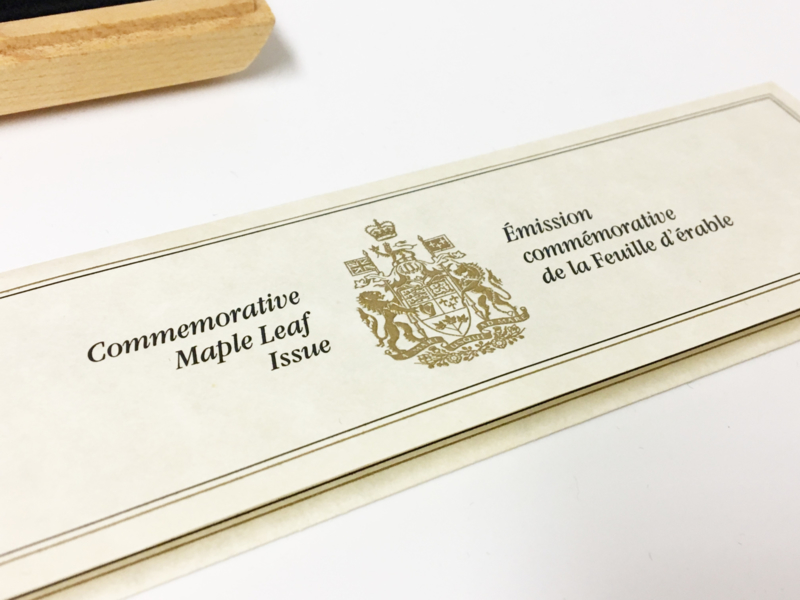 Commemorative
Maple Leaf
Issue
Émission
commémorative
de la Feuille d'érable